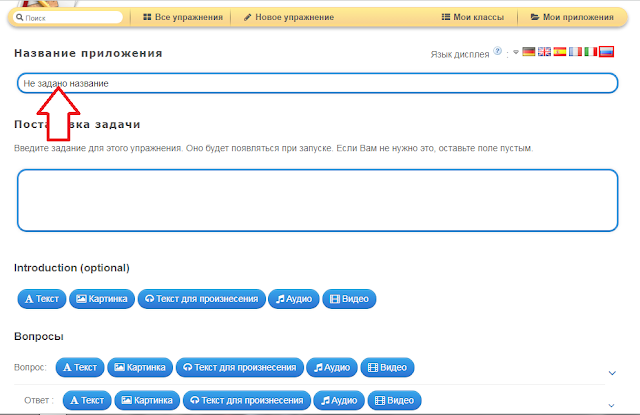 Поиск Все упражнения Новое упражнение Мои классы Мои приложения
Название приложения
Язык дисплея ? :
Не задано название
Постановка задачи
Введите задание для этого упражнения. Оно будет появляться при запуске. Если Вам не нужно это, оставьте поле пустым.
Introduction (optional)
Текст Картинка Текст для произнесения Аудио Видео
Вопросы
Вопрос: Текст Картинка Текст для произнесения Аудио Видео
Ответ : Текст Картинка Текст для произнесения Аудио Видео